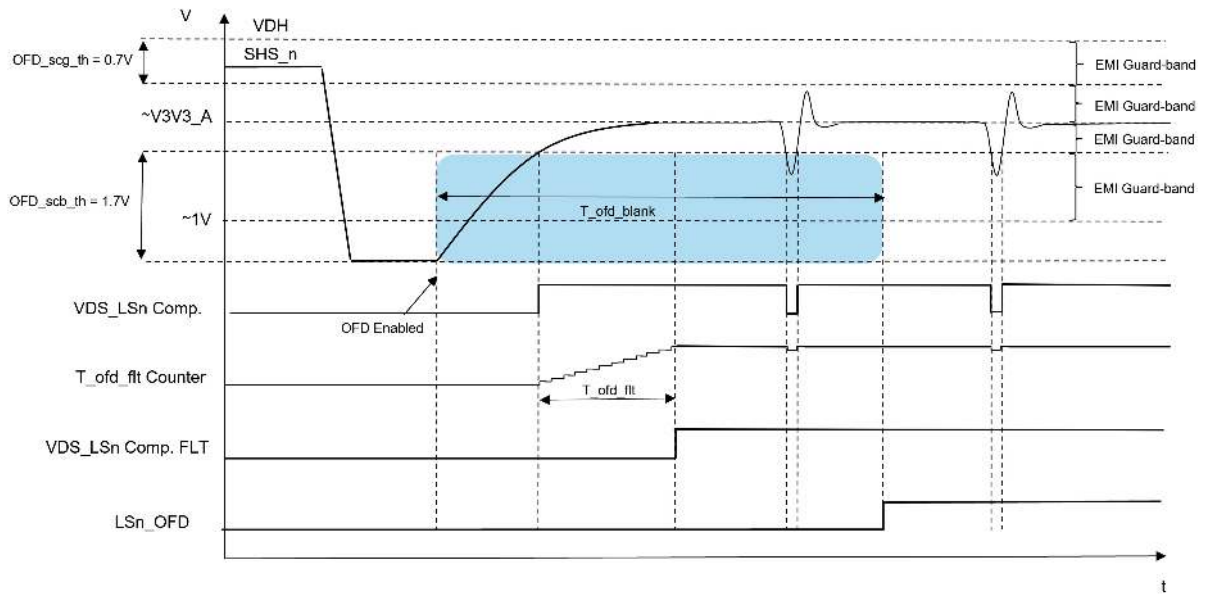 V
VDH
OFD_scg_th = 0.7V
SHS_n
EMI Guard-band
~V3V3_A
EMI Guard-band
EMI Guard-band
OFD_scb_th = 1.7V
EMI Guard-band
T_ofd_blank
~1V
VDS_LSn Comp.
OFD Enabled
T_ofd_flt Counter
T_ofd_flt
VDS_LSn Comp. FLT
LSn_OFD
t